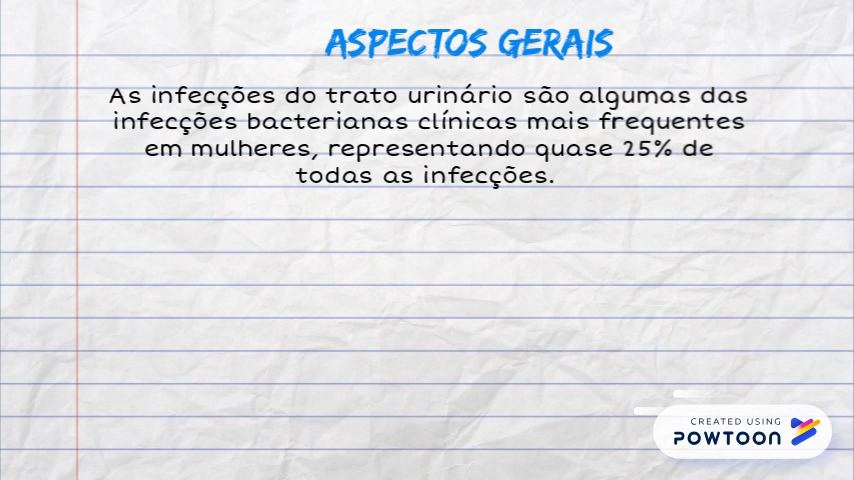 ASPECTOS GERAIS
As infecções do trato urinário são algumas das
infecções bacterianas clínicas mais frequentes
em mulheres, representando quase 25% de
todas as infecções.
CREATED USING
POWTOON